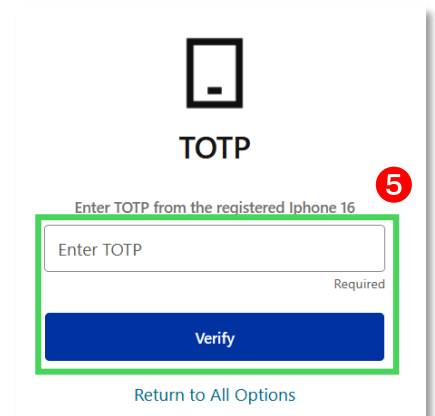 TOTP
5
Enter TOTP from the registered Iphone 16
Enter TOTP
Required
Verify
Return to All Options